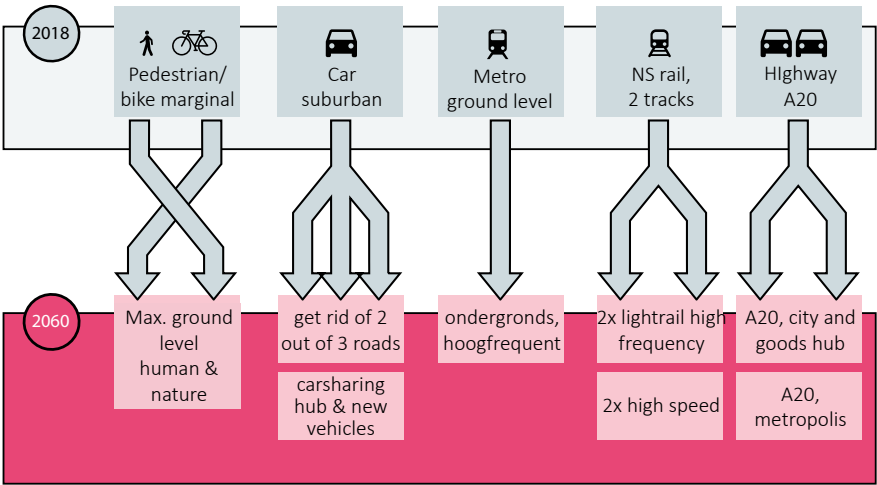 2018
Pedestrian/
bike marginal
Car
suburban
Metro
ground level
NS rail,
2 tracks
HIghway
A20
2060
Max. ground
level
human &
nature
get rid of 2
out of 3 roads
carsharing
hub & new
vehicles
ondergronds,
hoogfrequent
2x lightrail high
frequency
2x high speed
A20, city and
goods hub
A20,
metropolis